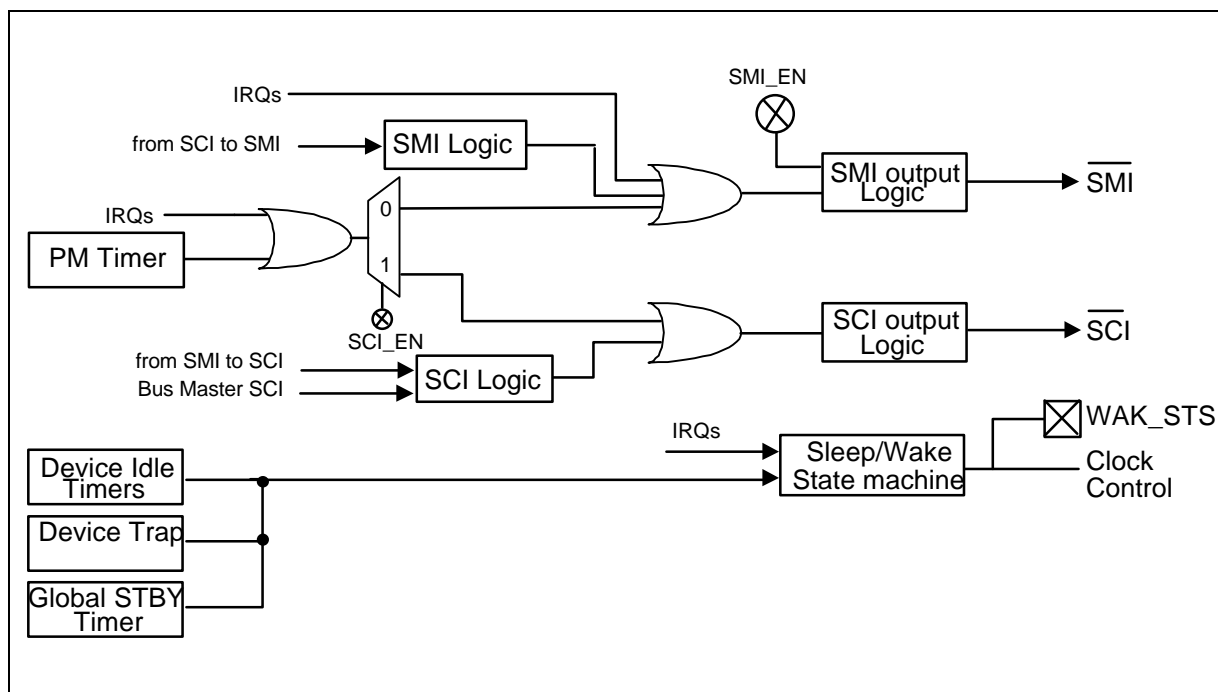 SMI_EN
IRQs
from SCI to SMI
SMI Logic
SMI output
Logic
SMI
IRQs
0
PM Timer
1
SCI_EN
SCI output
Logic
SCI
from SMI to SCI
Bus Master SCI
SCI Logic
IRQs
Sleep/Wake
State machine
WAK_STS
Clock
Control
Device Idle
Timers
Device Trap
Global STBY
Timer